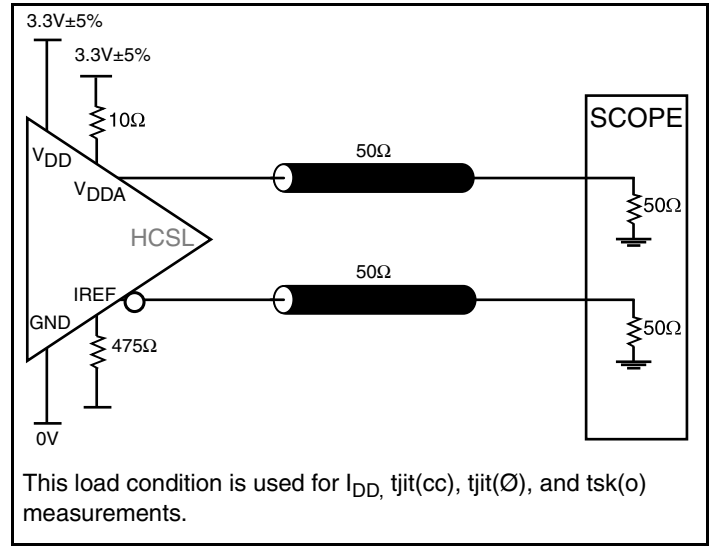 3.3V±5%
3.3V±5%
10Ω
SCOPE
50Ω
VDD
VDDA
50Ω
HCSL
50Ω
IREF
GND
50Ω
475Ω
0V
This load condition is used for IDD, tjit(cc), tjit(Ø), and tsk(o)
measurements.